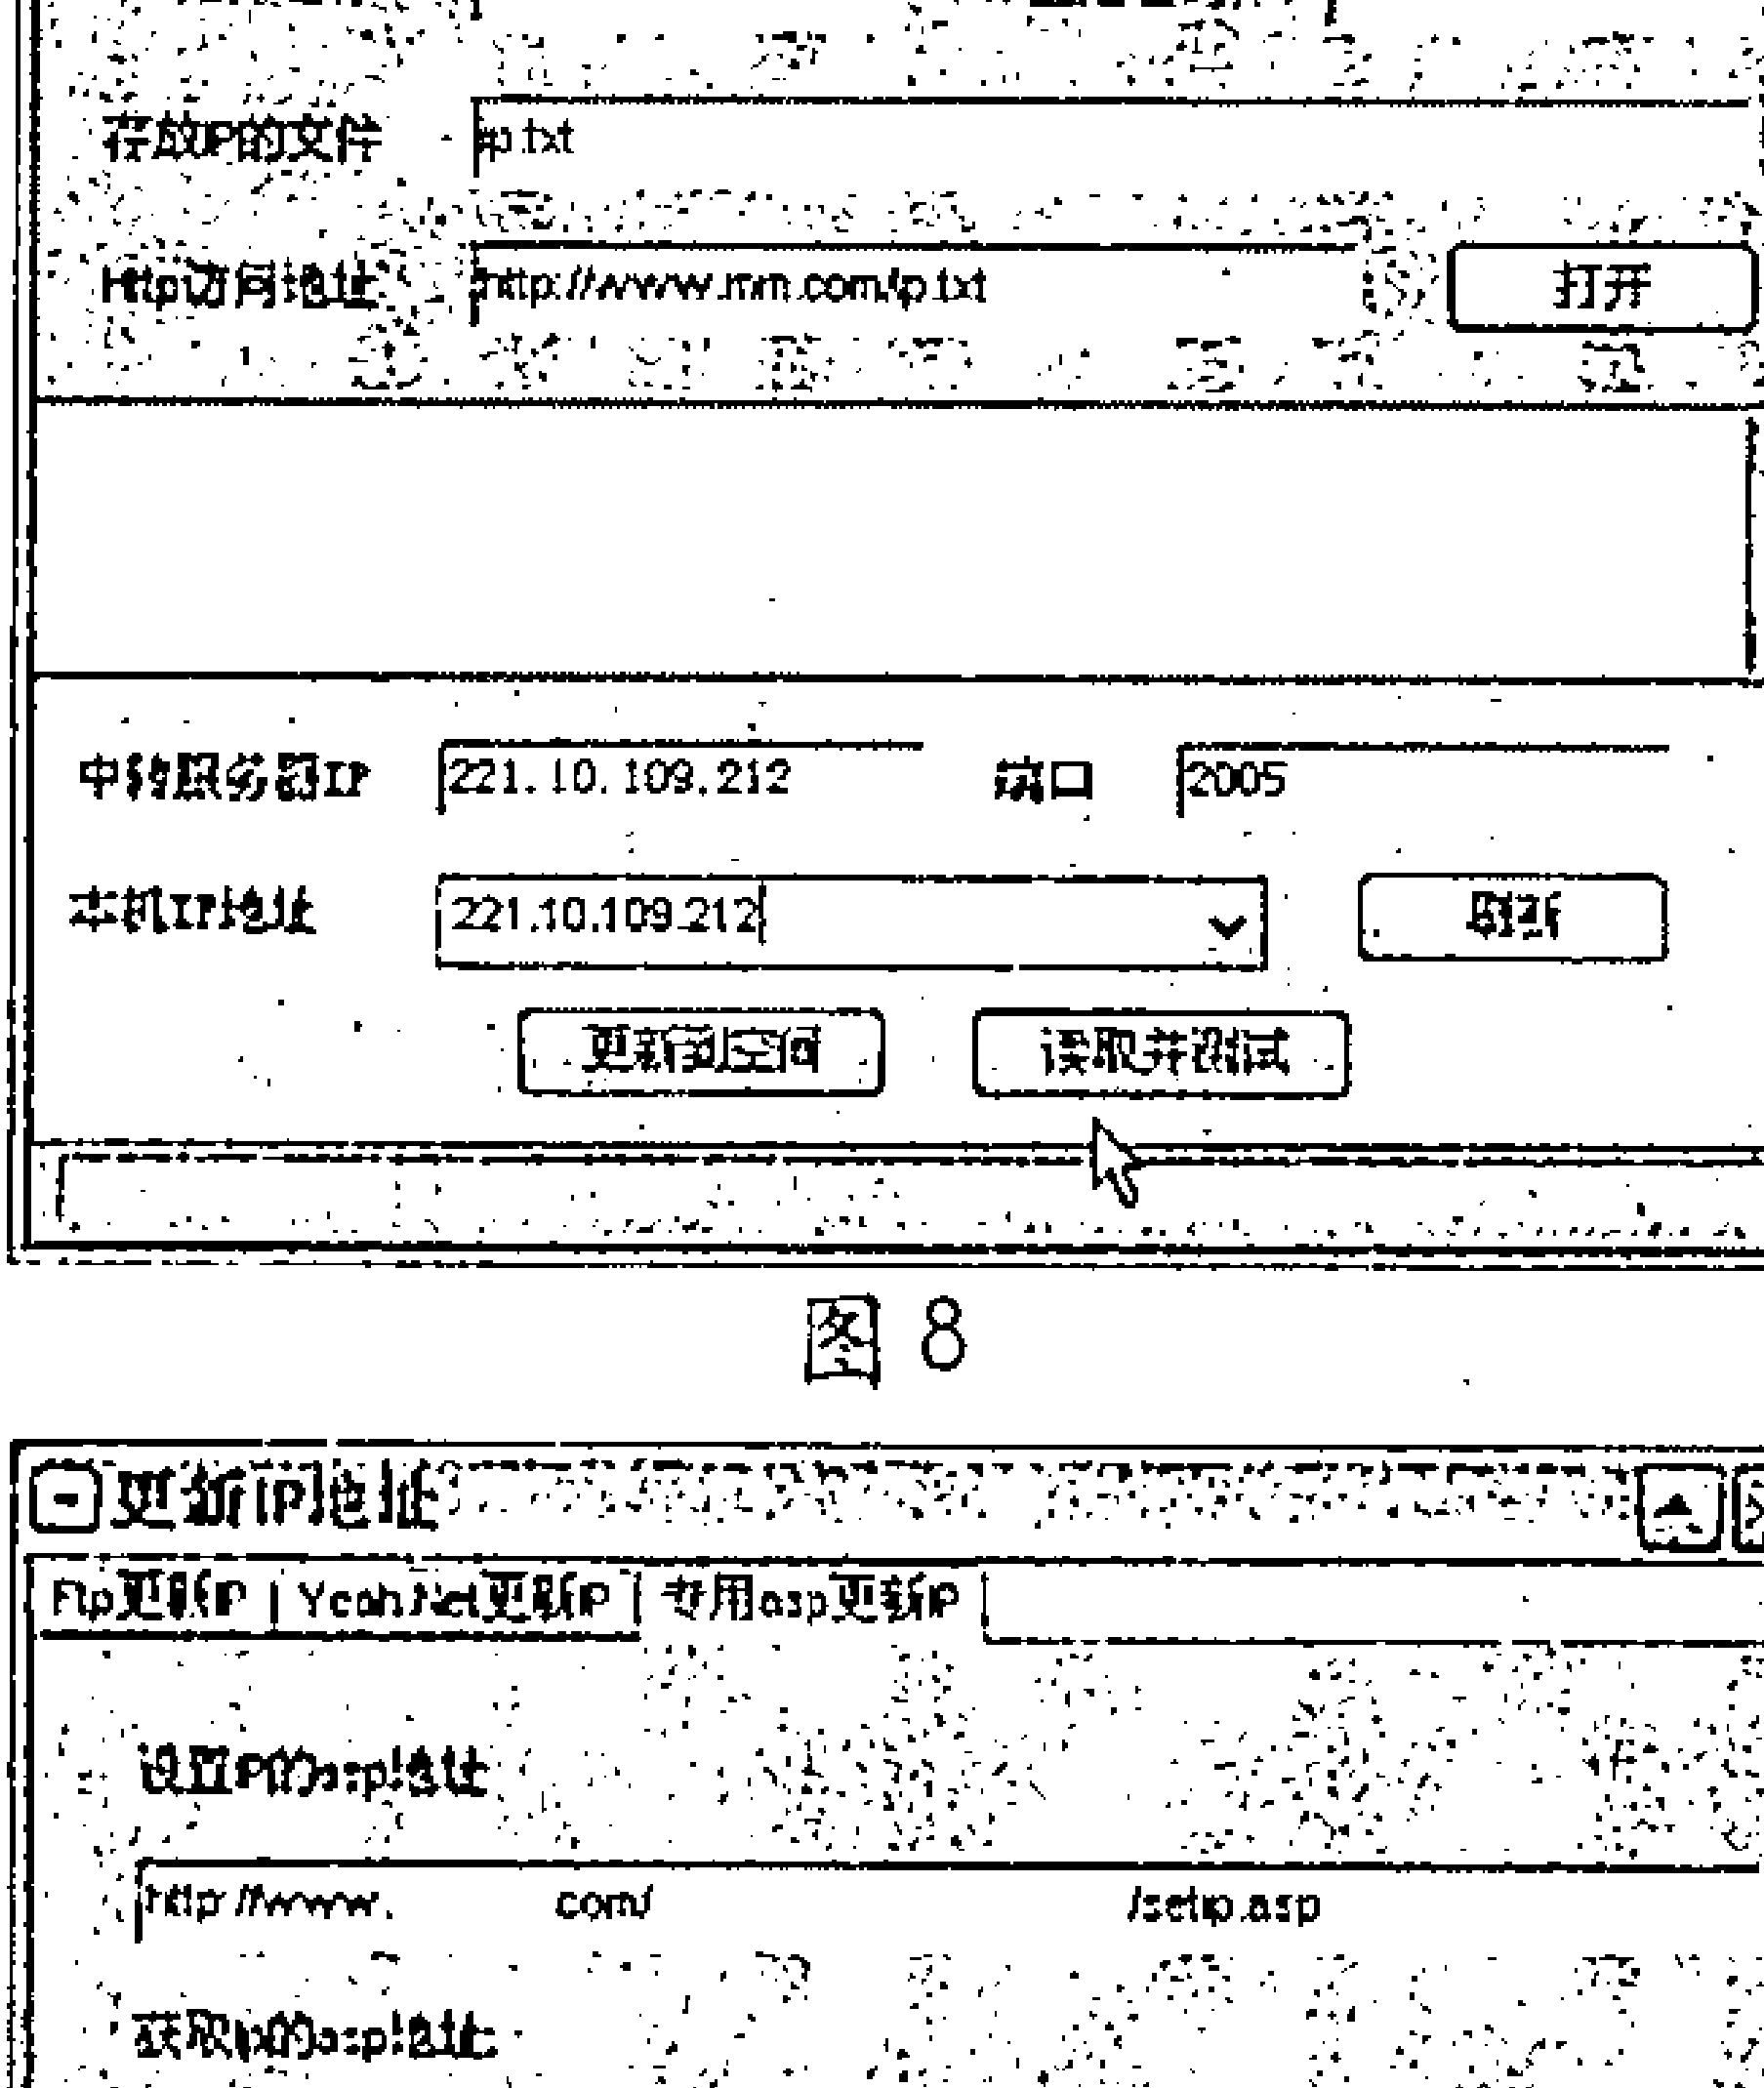 存放IP的文件 ip.txt
Http访问地址 http://www.mm.com/ip.txt 打开
中转服务器IP 221.10.109.212 端口 2005
本机IP地址 221.10.109.212 刷新
更新到空间 读取并测试
图 8
更新IP地址
Ftp更新IP Yeah.Net更新IP 专用asp更新IP
设置IP的asp地址
http://www. com/ /setip.asp
获取ip的asp地址